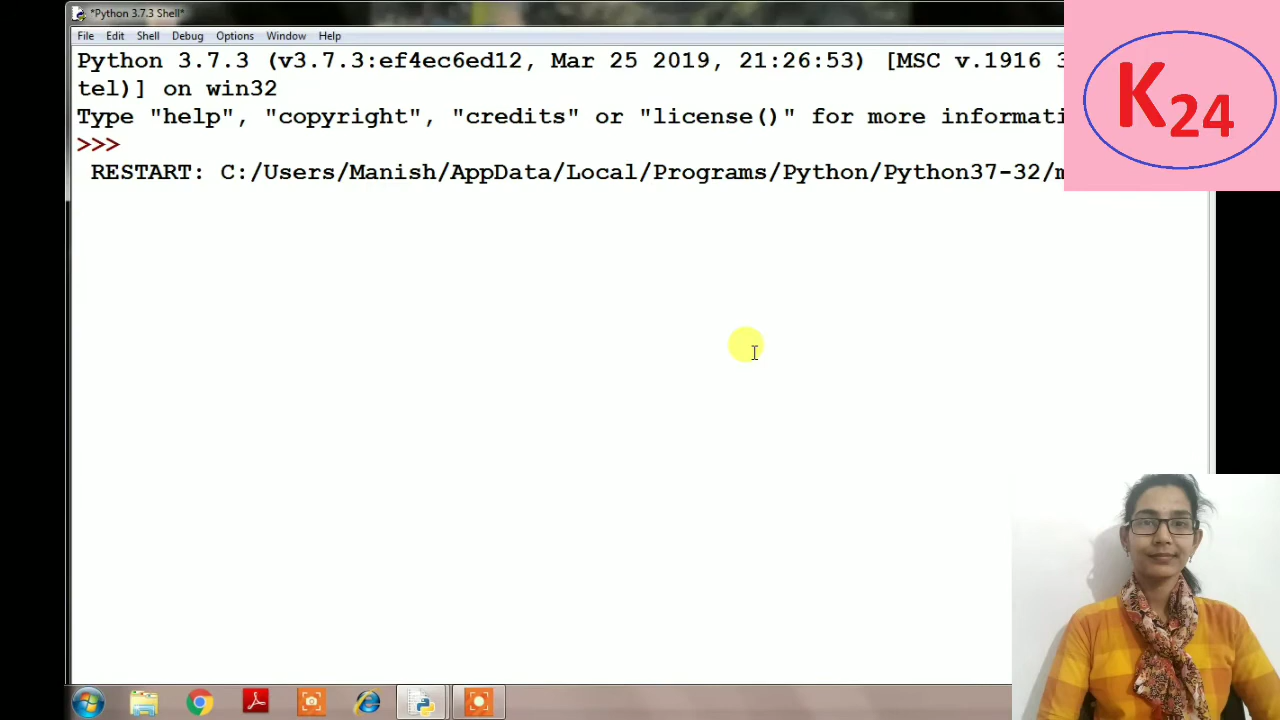 *Python 3.7.3 Shell*
File Edit Shell Debug Options Window Help
Python 3.7.3 (v3.7.3:ef4ec6ed12, Mar 25 2019, 21:26:53) [MSC v.1916 3
tel)] on win32
Type "help", "copyright", "credits" or "license()" for more informati
>>>
RESTART: C:/Users/Manish/AppData/Local/Programs/Python/Python37-32/m
K24